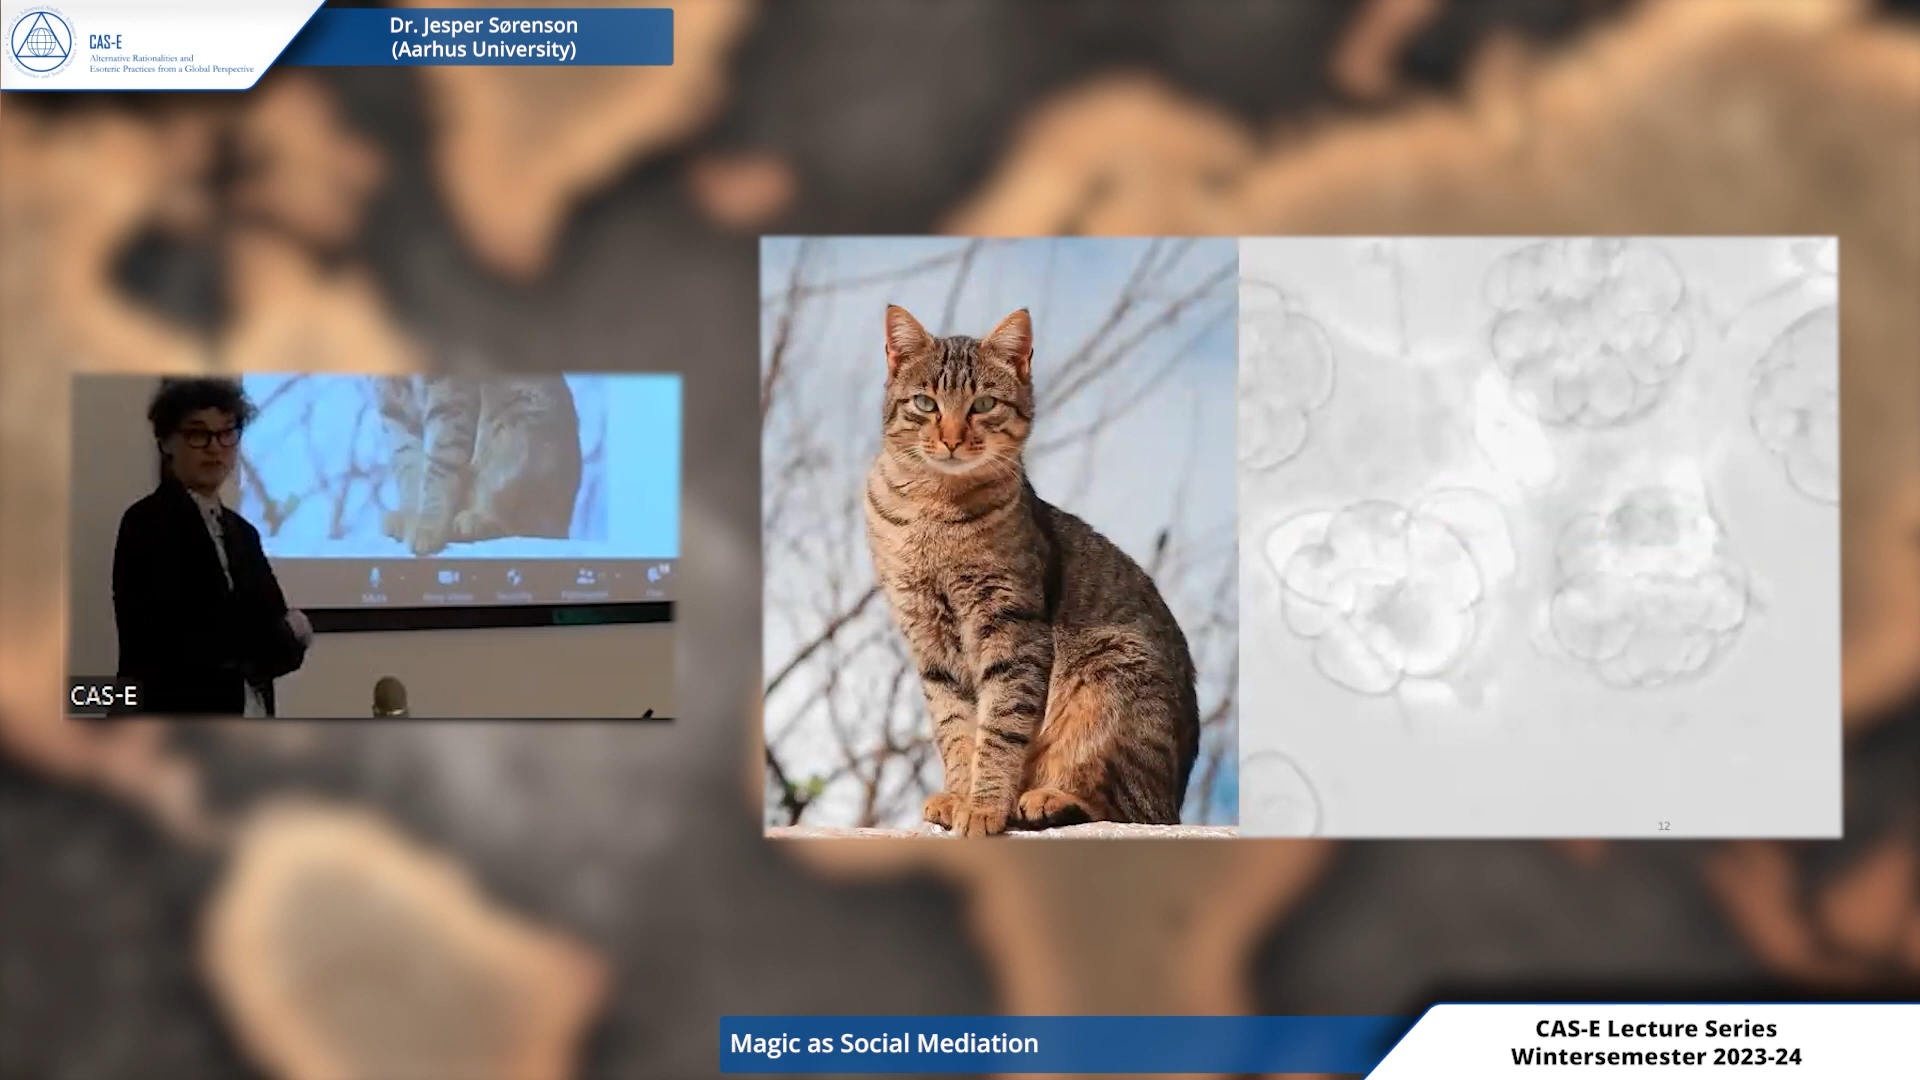 CAS-E
Alternative Rationalities and
Esoteric Practices from a Global Perspective
Dr. Jesper Sørenson
(Aarhus University)
CAS-E
12
Magic as Social Mediation
CAS-E Lecture Series
Wintersemester 2023-24